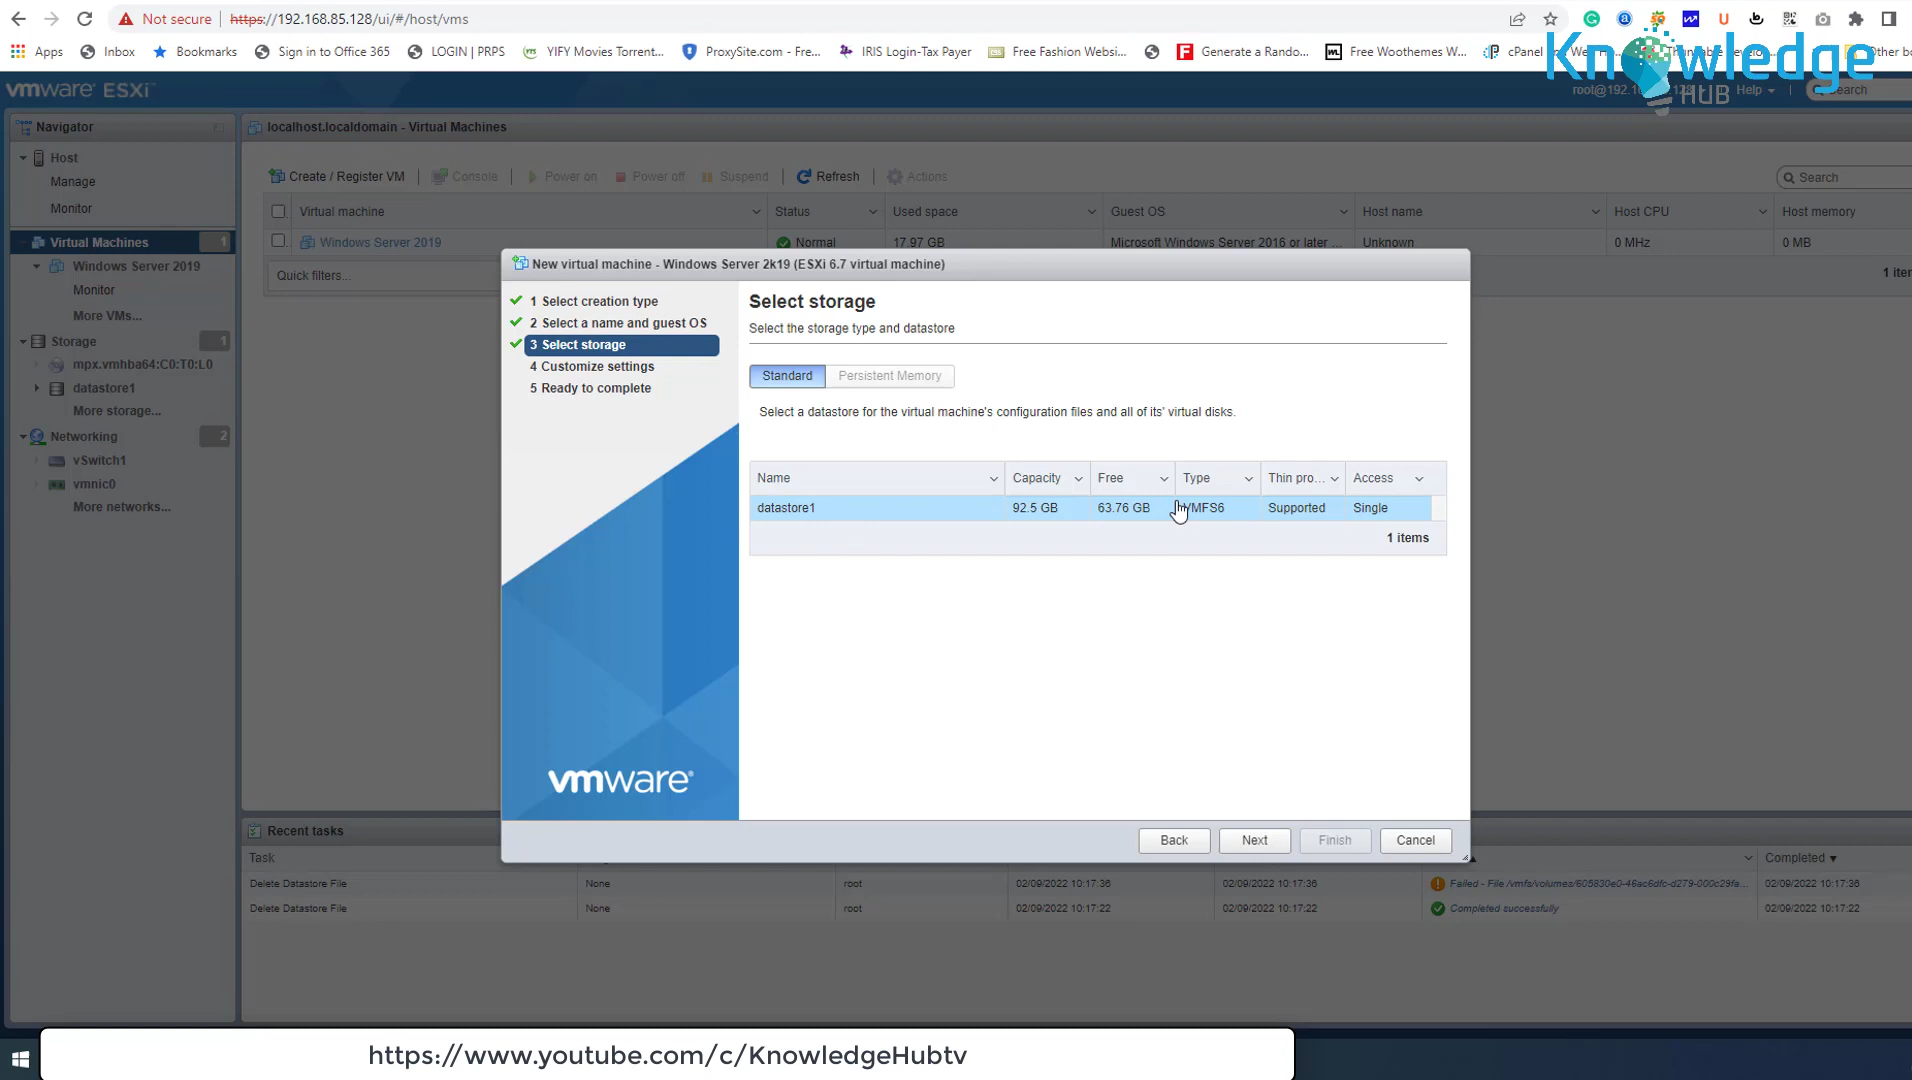 Not secure
https://192.168.85.128/ui/#/host/vms
Apps
Inbox
Bookmarks
Sign in to Office 365
LOGIN | PRPS
YIFY Movies Torrent...
ProxySite.com - Fre...
IRIS Login-Tax Payer
Free Fashion Websi...
Generate a Rando...
Free Woothemes W...
Other bo
Knowledge
HUB
vmware ESXi
Help
Search
Navigator
Host
Manage
Monitor
Virtual Machines 1
Windows Server 2019
Monitor
More VMs...
Storage 1
mpx.vmhba64:C0:T0:L0
datastore1
More storage...
Networking 2
vSwitch1
vmnic0
More networks...
localhost.localdomain - Virtual Machines
Create / Register VM
Console
Power on
Power off
Suspend
Refresh
Actions
Search
Virtual machine Status Used space Guest OS Host name Host CPU Host memory
Windows Server 2019 Normal 17.97 GB Microsoft Windows Server 2016 or later ... Unknown 0 MHz 0 MB
Quick filters...
1 iten
New virtual machine - Windows Server 2k19 (ESXi 6.7 virtual machine)
1 Select creation type
2 Select a name and guest OS
3 Select storage
4 Customize settings
5 Ready to complete
vmware
Select storage
Select the storage type and datastore
Standard
Persistent Memory
Select a datastore for the virtual machine's configuration files and all of its' virtual disks.
Name Capacity Free Type Thin pro... Access
datastore1 92.5 GB 63.76 GB VMFS6 Supported Single
1 items
Back
Next
Finish
Cancel
Recent tasks
Task
Completed
Delete Datastore File None root 02/09/2022 10:17:36 02/09/2022 10:17:36 Failed - File /vmfs/volumes/605830e0-46ac6dfc-d279-000c29fa... 02/09/2022 10:17:36
Delete Datastore File None root 02/09/2022 10:17:22 02/09/2022 10:17:22 Completed successfully 02/09/2022 10:17:22
https://www.youtube.com/c/KnowledgeHubtv